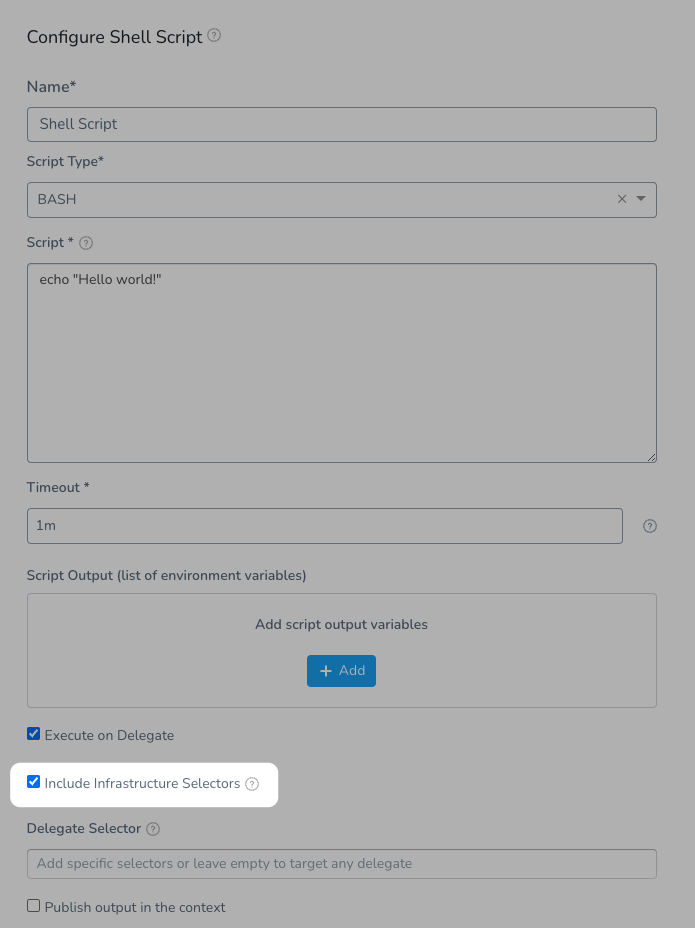 Configure Shell Script ?
Name*
Shell Script
Script Type*
BASH
Script * ?
echo "Hello world!"
Timeout *
1m ?
Script Output (list of environment variables)
Add script output variables
+ Add
Execute on Delegate
Include Infrastructure Selectors ?
Delegate Selector ?
Add specific selectors or leave empty to target any delegate
Publish output in the context